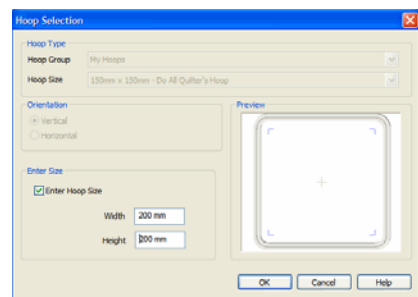 Hoop Selection
Hoop Type
Hoop Group My Hoops
Hoop Size 150mm x 150mm - Do All Quilter's Hoop
Orientation
Vertical
Horizontal
Preview
Enter Size
Enter Hoop Size
Width 200 mm
Height 200 mm
OK Cancel Help